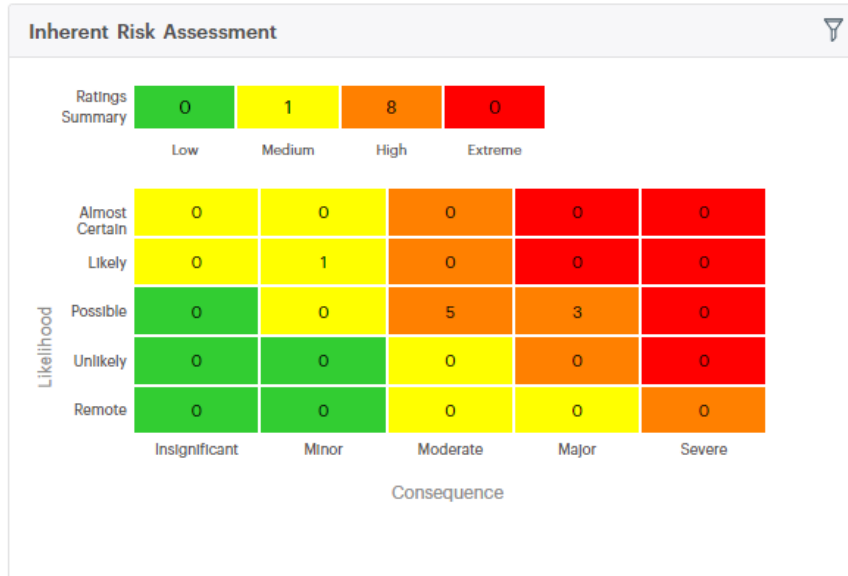 Inherent Risk Assessment
Ratings
Summary
0 1 8 0
Low Medium High Extreme
Almost
Certain
0 0 0 0 0
Likely 0 1 0 0 0
Possible 0 0 5 3 0
Unlikely 0 0 0 0 0
Remote 0 0 0 0 0
Likelihood
Insignificant Minor Moderate Major Severe
Consequence